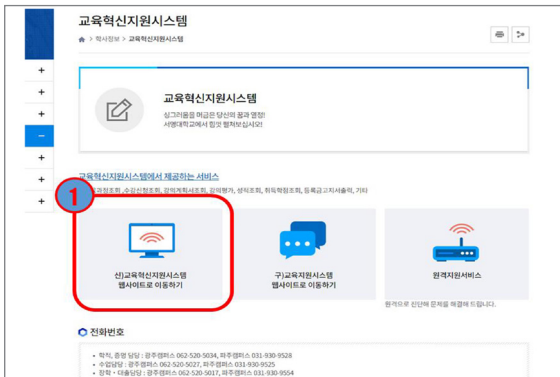 교육혁신지원시스템
> 학사정보 > 교육혁신지원시스템
교육혁신지원시스템
싱그러움을 머금은 당신의 꿈과 열정!
서영대학교에서 힘껏 펼쳐보십시오!
교육혁신지원시스템에서 제공하는 서비스
과정조회 ,수강신청조회, 강의계획서조회, 강의평가, 성적조회, 취득학점조회, 등록금고지서출력, 기타
1
신)교육혁신지원시스템
웹사이트로 이동하기
구)교육지원시스템
웹사이트로 이동하기
원격지원서비스
원격으로 진단해 문제를 해결해 드립니다.
전화번호
• 학적, 증명 담당 : 광주캠퍼스 062-520-5034, 파주캠퍼스 031-930-9528
• 수업담당 : 광주캠퍼스 062-520-5027, 파주캠퍼스 031-930-9525
• 장학・대출담당 : 광주캠퍼스 062-520-5017, 파주캠퍼스 031-930-9554